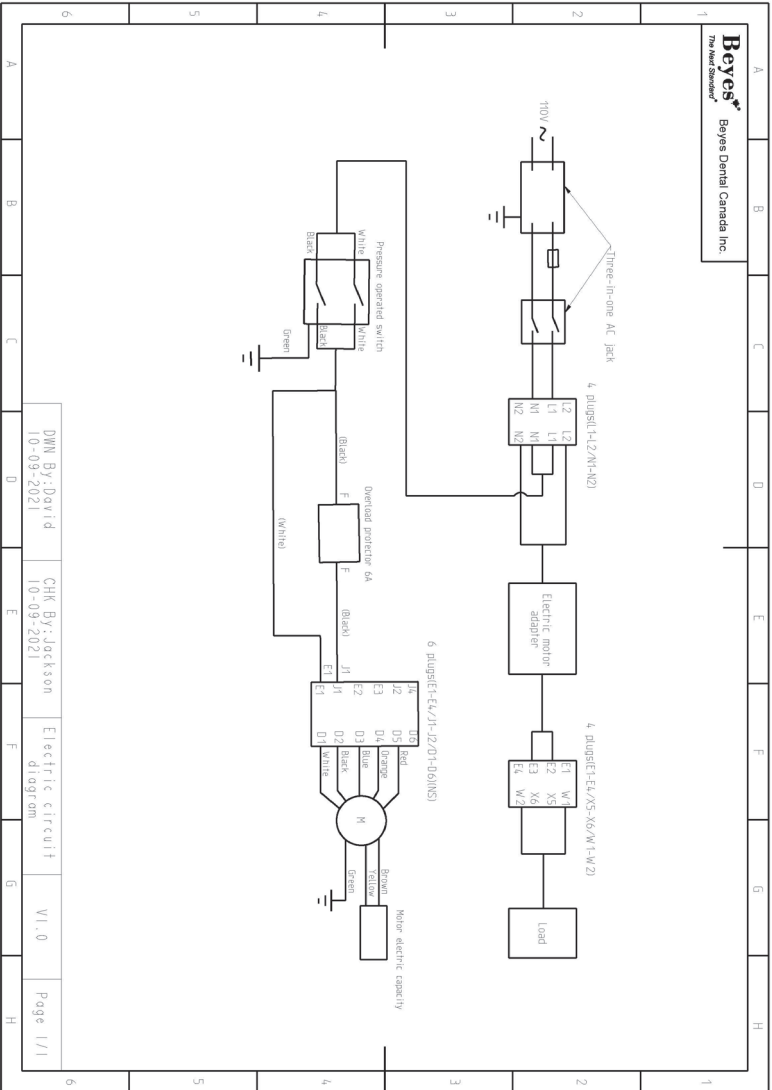 Beyes
The Next Standard
Beyes Dental Canada Inc.
A B C D E F G H
1 2 3 4 5 6
110V ~
Three-in-one AC jack
4 plugs(L1-L2/N1-N2)
L2 L2
L1 L1
N1 N1
N2 N2
Electric motor
adapter
4 plugs(E1-E4/X5-X6/W1-W2)
E1 W1
E2 X5
E3 X6
E4 W2
Load
Pressure operated switch
White
White
Black
Black
Green
(Black)
F
Overload protector 6A
F
(Black)
(White)
J1
E1
6 plugs(E1-E4/J1-J2/D1-D6)(NS)
J4 D6
J2 D5
E3 D4
E2 D3
J1 D2
E1 D1
Red
Orange
Blue
Black
White
M
Brown
Yellow
Green
Motor electric capacity
DWN By:David
10-09-2021
CHK By:Jackson
10-09-2021
Electric circuit
diagram
V1.0
Page 1/1
A B C D E F G H
1 2 3 4 5 6